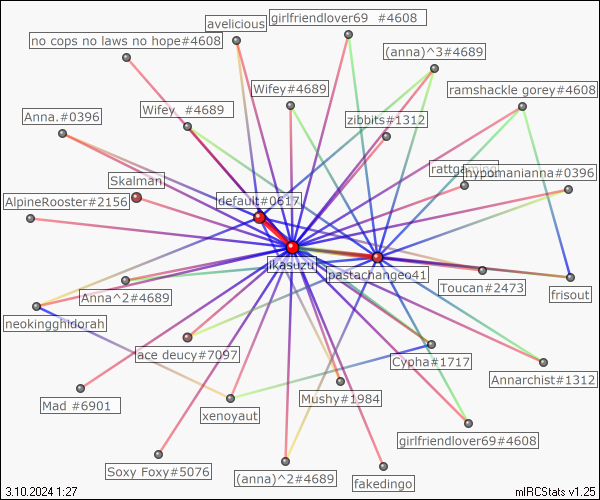 girlfriendlover69 #4608
avelicious
no cops no laws no hope#4608
(anna)^3#4689
Wifey#4689
ramshackle gorey#4608
Wifey. #4689
zibbits#1312
Anna.#0396
hypomanianna#0396
Skalman
AlpineRooster#2156
default#0617
ikasuzu
pastachangeo41
Toucan#2473
frisout
Anna^2#4689
neokingghidorah
ace deucy#7097
Cypha#1717
Annarchist#1312
Mushy#1984
Mad #6901
xenoyaut
girlfriendlover69#4608
Soxy Foxy#5076
(anna)^2#4689
fakedingo
3.10.2024 1:27
mIRCStats v1.25